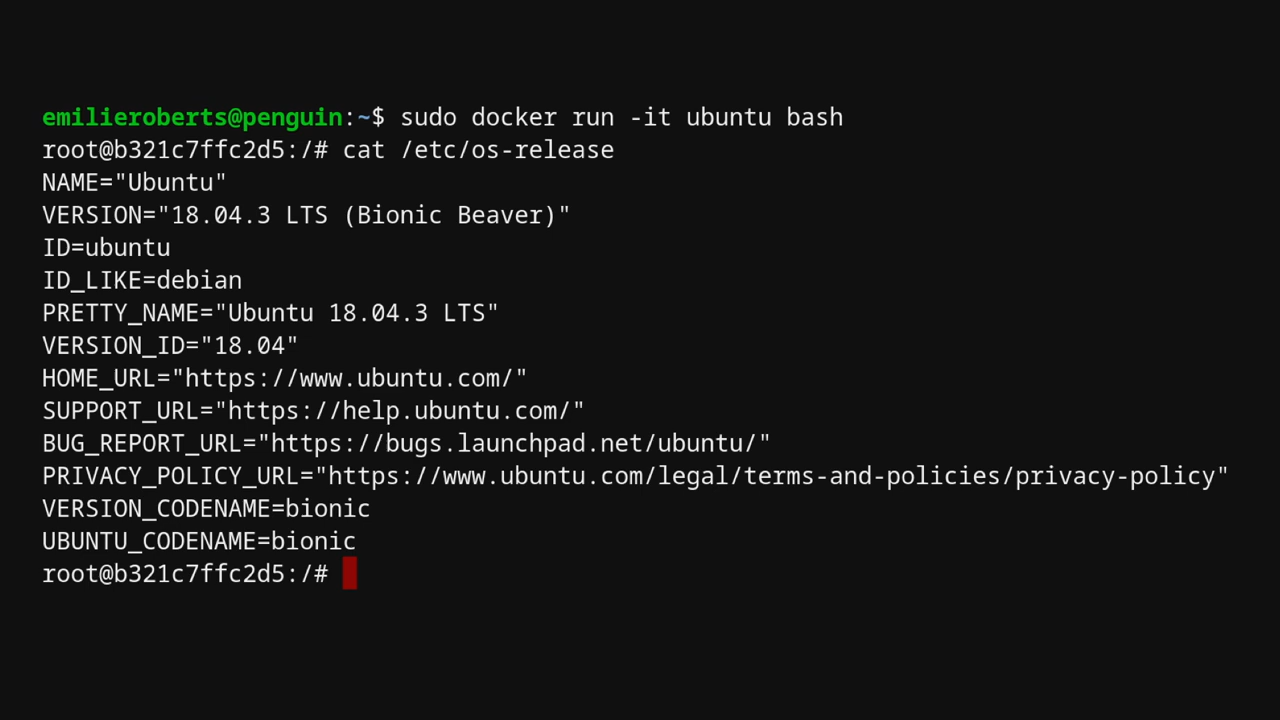 emilieroberts@penguin:~$ sudo docker run -it ubuntu bash
root@b321c7ffc2d5:/# cat /etc/os-release
NAME="Ubuntu"
VERSION="18.04.3 LTS (Bionic Beaver)"
ID=ubuntu
ID_LIKE=debian
PRETTY_NAME="Ubuntu 18.04.3 LTS"
VERSION_ID="18.04"
HOME_URL="https://www.ubuntu.com/"
SUPPORT_URL="https://help.ubuntu.com/"
BUG_REPORT_URL="https://bugs.launchpad.net/ubuntu/"
PRIVACY_POLICY_URL="https://www.ubuntu.com/legal/terms-and-policies/privacy-policy"
VERSION_CODENAME=bionic
UBUNTU_CODENAME=bionic
root@b321c7ffc2d5:/#